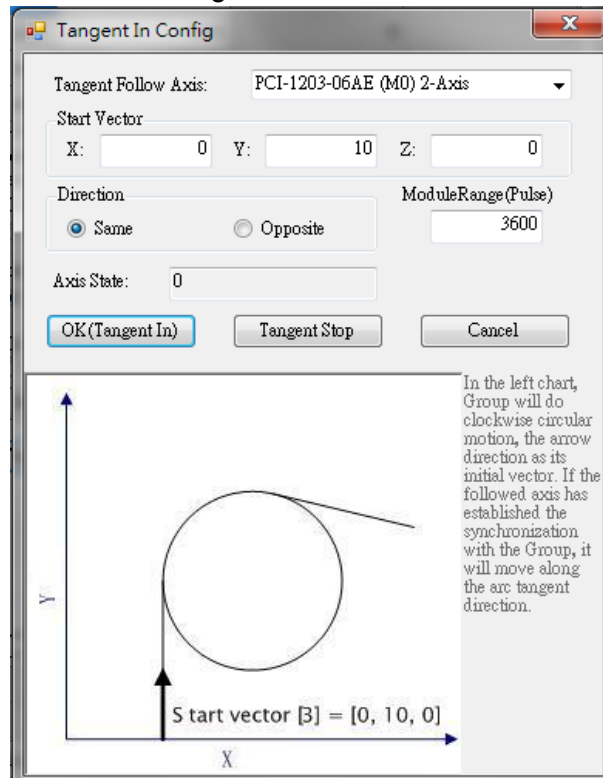 Tangent In Config
Tangent Follow Axis: PCI-1203-06AE (M0) 2-Axis
Start Vector
X: 0 Y: 10 Z: 0
Direction ModuleRange(Pulse)
Same Opposite 3600
Axis State: 0
OK(Tangent In) Tangent Stop Cancel
In the left chart,
Group will do
clockwise circular
motion, the arrow
direction as its
initial vector. If the
followed axis has
established the
synchronization
with the Group, it
will move along
the arc tangent
direction.
Y
S tart vector [3] = [0, 10, 0]
X